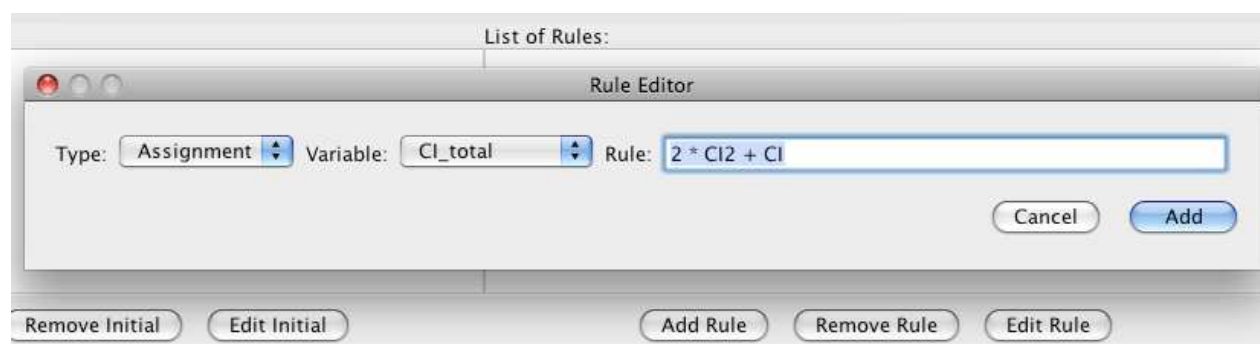 List of Rules:
Rule Editor
Type: Assignment Variable: CI_total Rule: 2 * CI2 + CI
Cancel Add
Remove Initial Edit Initial Add Rule Remove Rule Edit Rule